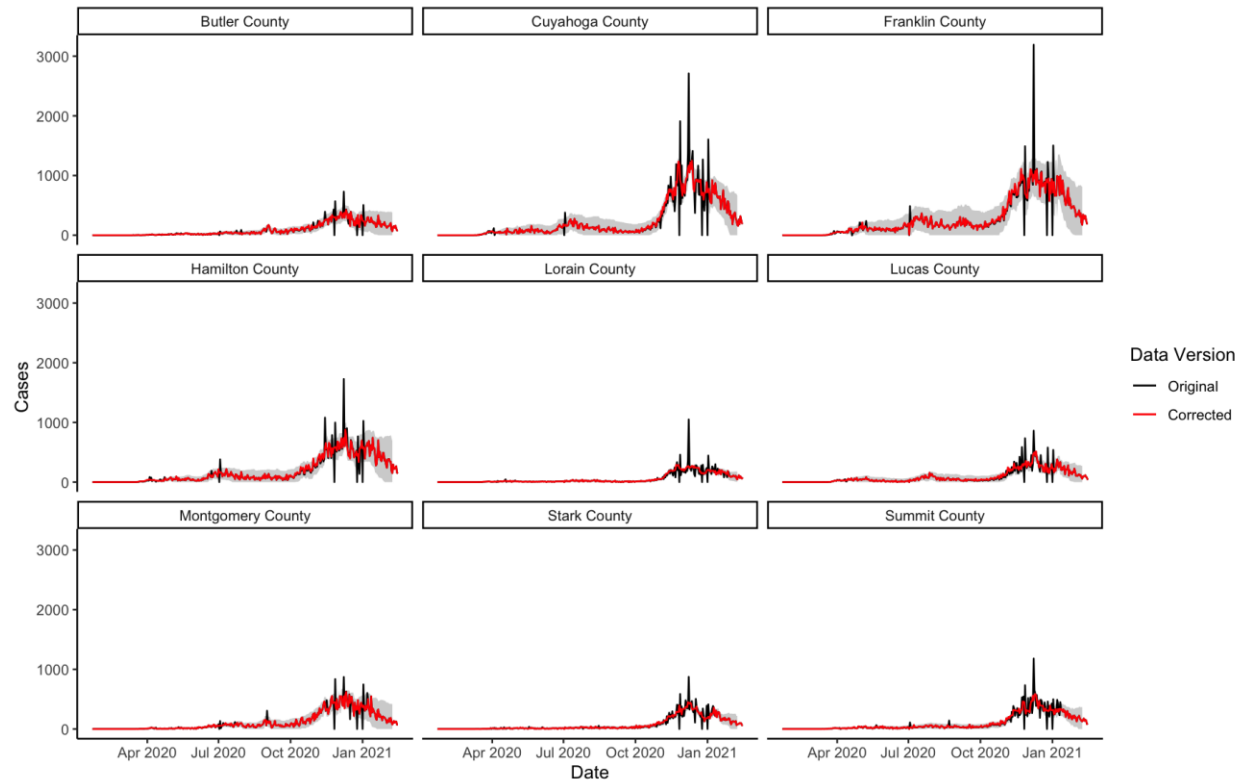 Butler County
Cuyahoga County
Franklin County
3000
2000
1000
0
Hamilton County
Lorain County
Lucas County
3000
2000
1000
0
Montgomery County
Stark County
Summit County
3000
2000
1000
0
Apr 2020 Jul 2020 Oct 2020 Jan 2021
Apr 2020 Jul 2020 Oct 2020 Jan 2021
Apr 2020 Jul 2020 Oct 2020 Jan 2021
Cases
Date
Data Version
Original
Corrected